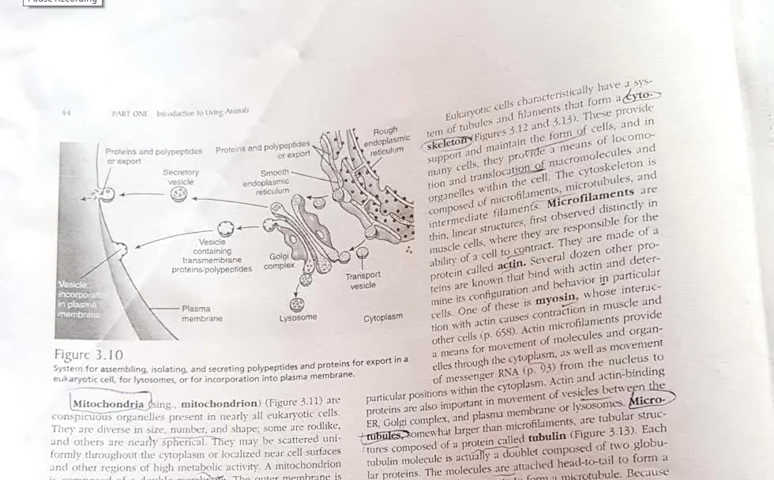 Pause Recording
44 PART ONE Introduction to Living Animals
Proteins and polypeptides
or export
Secretory
vesicle
Proteins and polypeptides
or export
Smooth
endoplasmic
reticulum
Rough
endoplasmic
reticulum
Vesicle
containing
transmembrane
proteins/polypeptides
Golgi
complex
Transport
vesicle
Vesicle
incorporat
in plasma
membrane
Plasma
membrane
Lysosome
Cytoplasm
Figure 3.10
System for assembling, isolating, and secreting polypeptides and proteins for export in a
eukaryotic cell, for lysosomes, or for incorporation into plasma membrane.
Mitochondria (sing., mitochondrion) (Figure 3.11) are
conspicuous organelles present in nearly all eukaryotic cells.
They are diverse in size, number, and shape; some are rodlike,
and others are nearly spherical. They may be scattered uni-
formly throughout the cytoplasm or localized near cell surfaces
and other regions of high metabolic activity. A mitochondrion
is composed of a double membrane. The outer membrane is
Eukaryotic cells characteristically have a sys-
tem of tubules and filaments that form a cyto-
skeleton (Figures 3.12 and 3.13). These provide
support and maintain the form of cells, and in
many cells, they provide a means of locomo-
tion and translocation of macromolecules and
organelles within the cell. The cytoskeleton is
composed of microfilaments, microtubules, and
intermediate filaments. Microfilaments are
thin, linear structures, first observed distinctly in
muscle cells, where they are responsible for the
ability of a cell to contract. They are made of a
protein called actin. Several dozen other pro-
teins are known that bind with actin and deter-
mine its configuration and behavior in particular
cells. One of these is myosin, whose interac-
tion with actin causes contraction in muscle and
other cells (p. 658). Actin microfilaments provide
a means for movement of molecules and organ-
elles through the cytoplasm, as well as movement
of messenger RNA (p. 93) from the nucleus to
particular positions within the cytoplasm. Actin and actin-binding
proteins are also important in movement of vesicles between the
ER, Golgi complex, and plasma membrane or lysosomes. Micro-
tubules, somewhat larger than microfilaments, are tubular struc-
tures composed of a protein called tubulin (Figure 3.13). Each
tubulin molecule is actually a doublet composed of two globu-
lar proteins. The molecules are attached head-to-tail to form a
to form a microtubule. Because